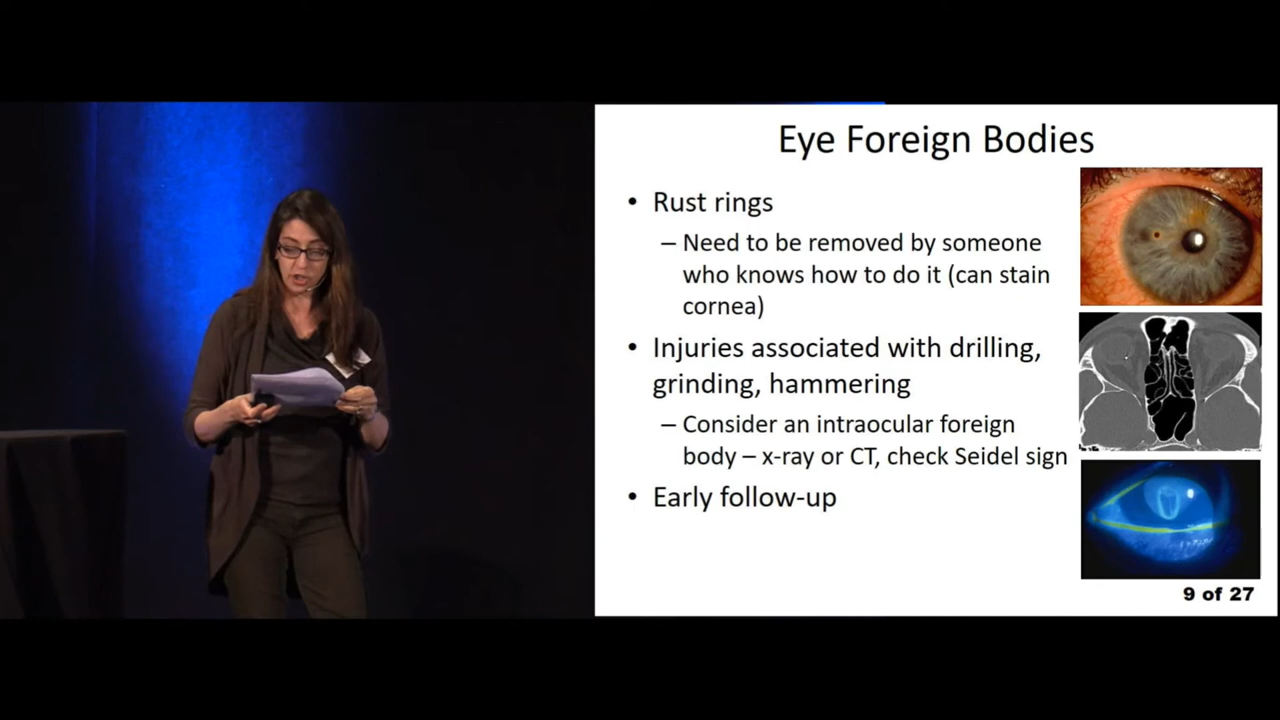 Eye Foreign Bodies
• Rust rings
– Need to be removed by someone
who knows how to do it (can stain
cornea)
• Injuries associated with drilling,
grinding, hammering
– Consider an intraocular foreign
body – x-ray or CT, check Seidel sign
• Early follow-up
9 of 27